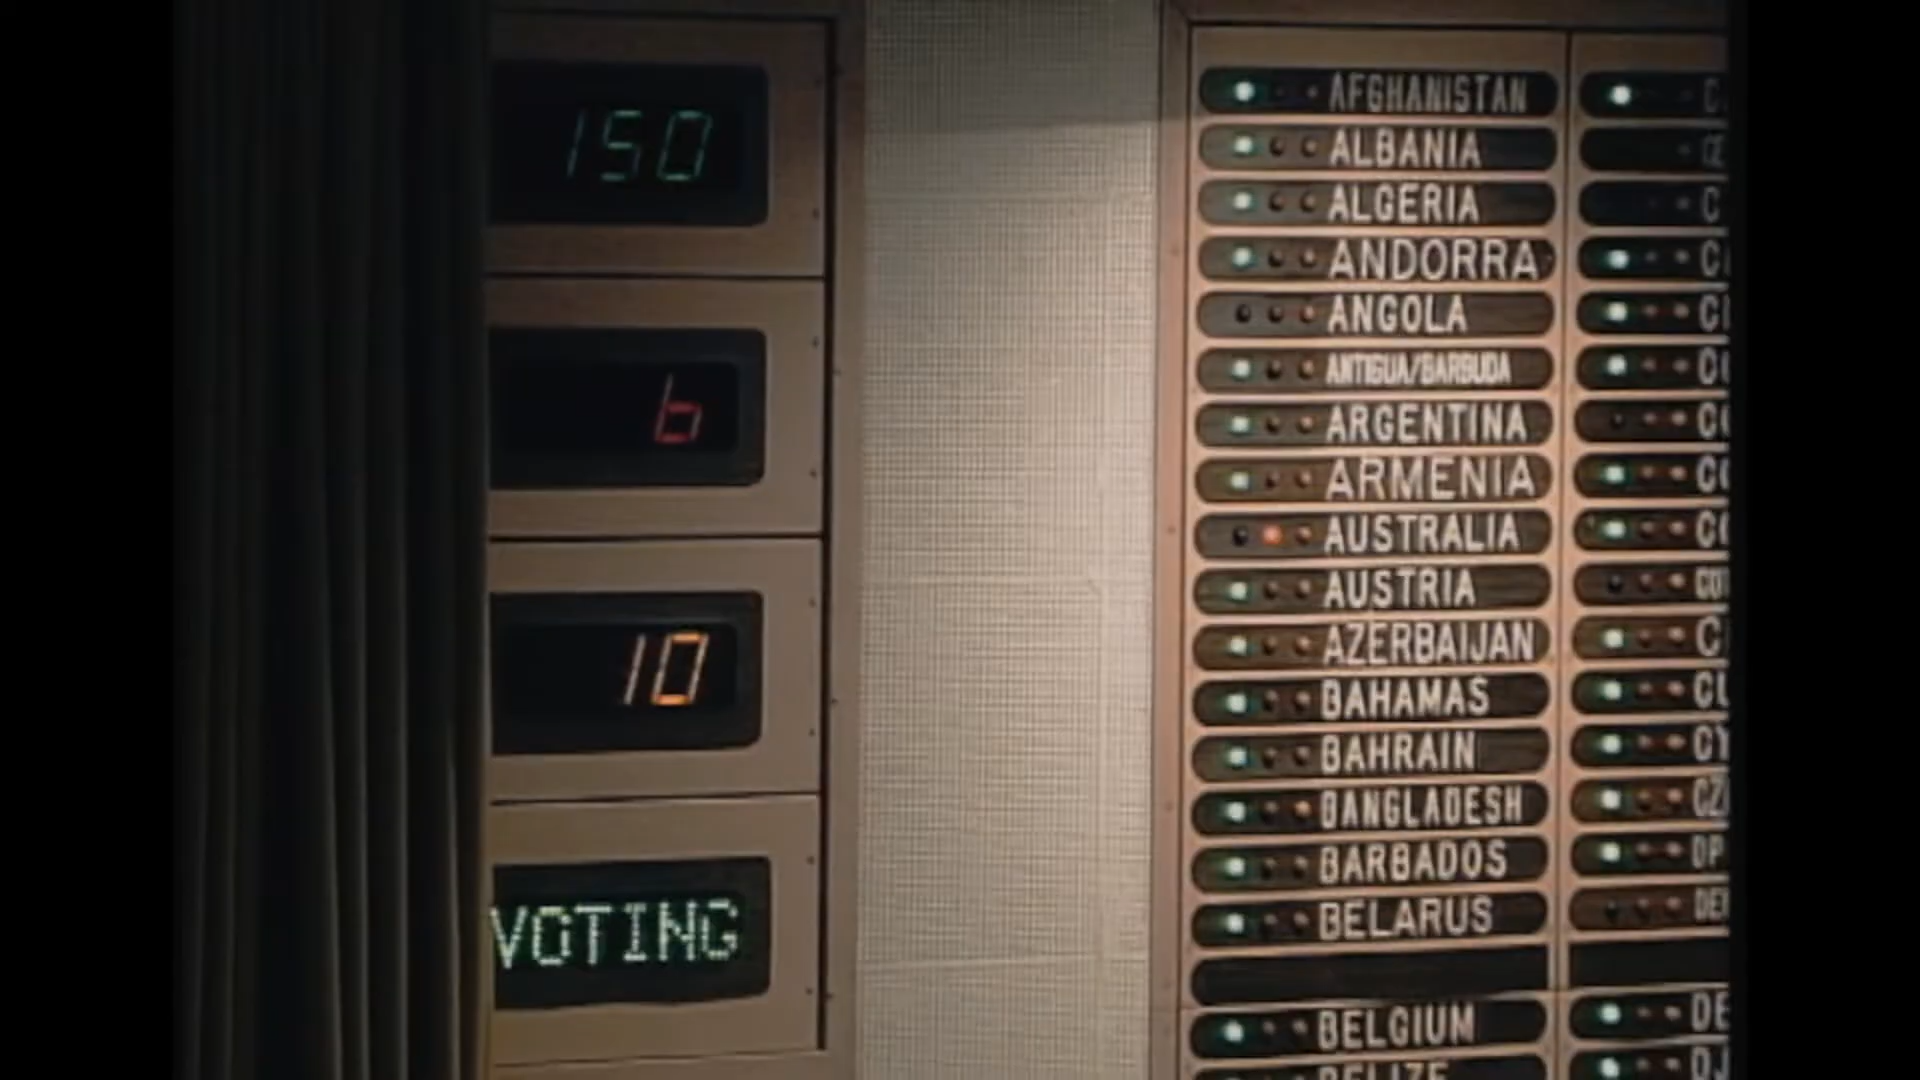 150
6
10
VOTING
AFGHANISTAN
ALBANIA
ALGERIA
ANDORRA
ANGOLA
ANTIGUA/BARBUDA
ARGENTINA
ARMENIA
AUSTRALIA
AUSTRIA
AZERBAIJAN
BAHAMAS
BAHRAIN
BANGLADESH
BARBADOS
BELARUS
BELGIUM
BELIZE